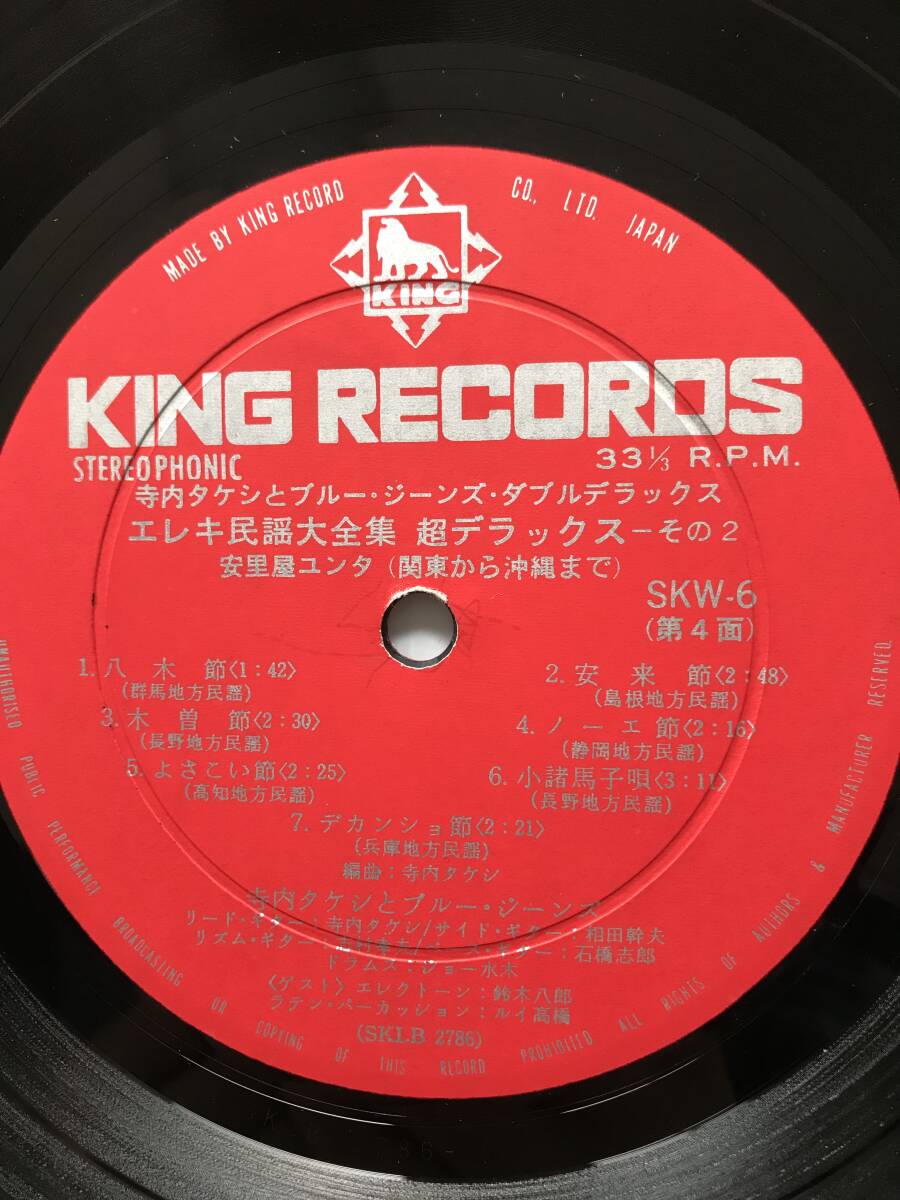 MADE BY KING RECORD CO., LTD. JAPAN
KING
KING RECORDS
STEREOPHONIC
33 1/3 R.P.M.
寺内タケシとブルー・ジーンズ・ダブルデラックス
エレキ民謡大全集 超デラックスーその2
安里屋ユンタ(関東から沖縄まで)
SKW-6
(第4面)
1. 八木節〈1:42〉
(群馬地方民謡)
2. 安来節〈2:48〉
(島根地方民謡)
3. 木曽節〈2:30〉
(長野地方民謡)
4. ノーエ節〈2:16〉
(静岡地方民謡)
5. よさこい節〈2:25〉
(高知地方民謡)
6. 小諸馬子唄〈3:11〉
(長野地方民謡)
7. デカンショ節〈2:21〉
(兵庫地方民謡)
編曲:寺内タケシ
寺内タケシとブルー・ジーンズ
リード・ギター:寺内タケシ/サイド・ギター:相田幹夫
リズム・ギター:/ベース・ギター:石橋志郎
ドラムス:ジョー水木
〈ゲスト〉エレクトーン:鈴木八郎
ラテン・パーカッション:ルイ高橋
(SKLB 2786)
UNAUTHORISED PUBLIC PERFORMANCE BROADCASTING OR COPYING OF THIS RECORD PROHIBITED ALL RIGHTS OF AUTHORS & MANUFACTURER RESERVED.